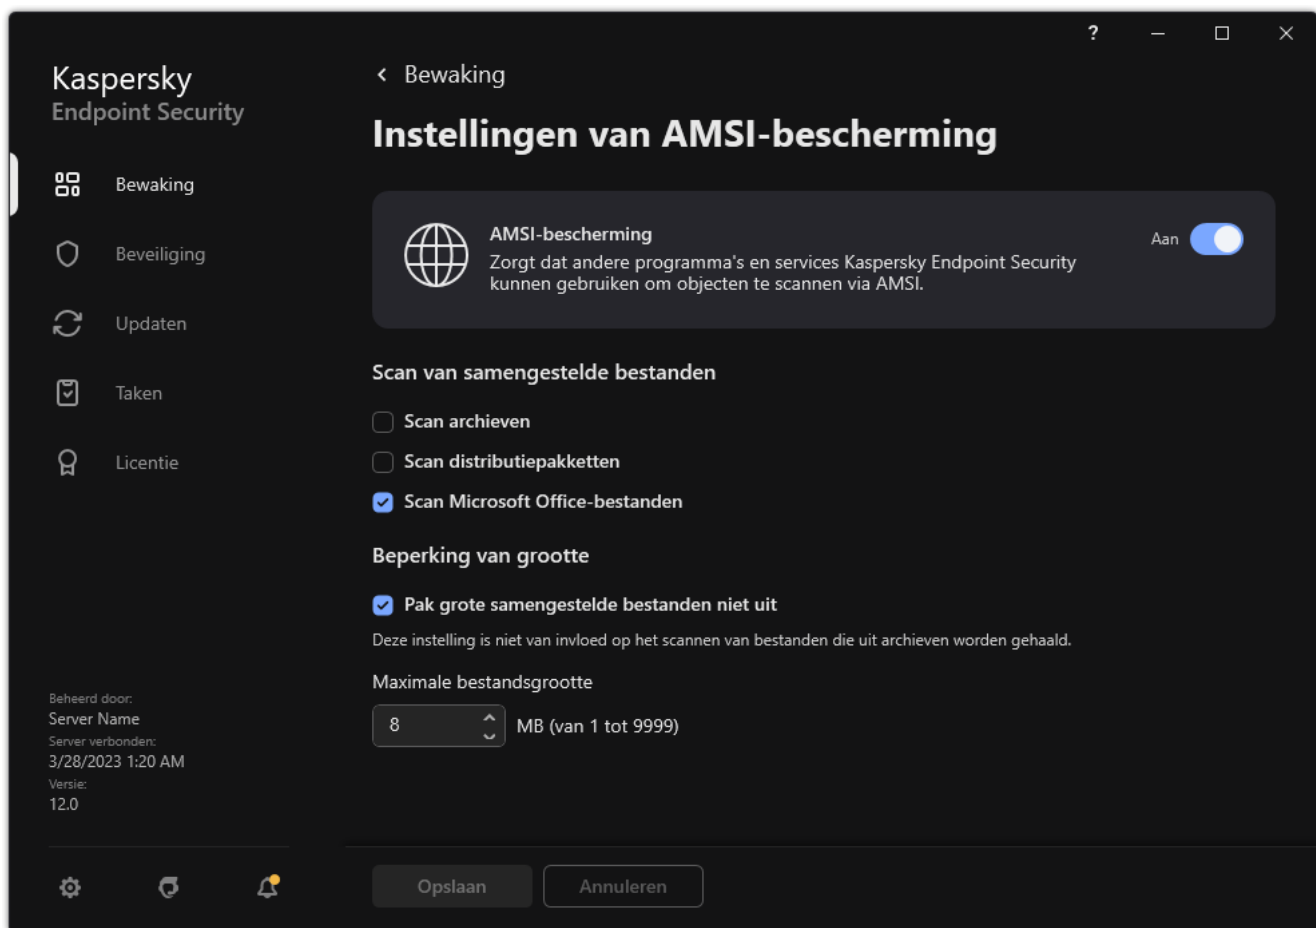 ?
Kaspersky
Endpoint Security
Bewaking
Beveiliging
Updaten
Taken
Licentie
Beheerd door:
Server Name
Server verbonden:
3/28/2023 1:20 AM
Versie:
12.0
Bewaking
Instellingen van AMSI-bescherming
AMSI-bescherming
Aan
Zorgt dat andere programma's en services Kaspersky Endpoint Security
kunnen gebruiken om objecten te scannen via AMSI.
Scan van samengestelde bestanden
Scan archieven
Scan distributiepakketten
Scan Microsoft Office-bestanden
Beperking van grootte
Pak grote samengestelde bestanden niet uit
Deze instelling is niet van invloed op het scannen van bestanden die uit archieven worden gehaald.
Maximale bestandsgrootte
8 MB (van 1 tot 9999)
Opslaan
Annuleren